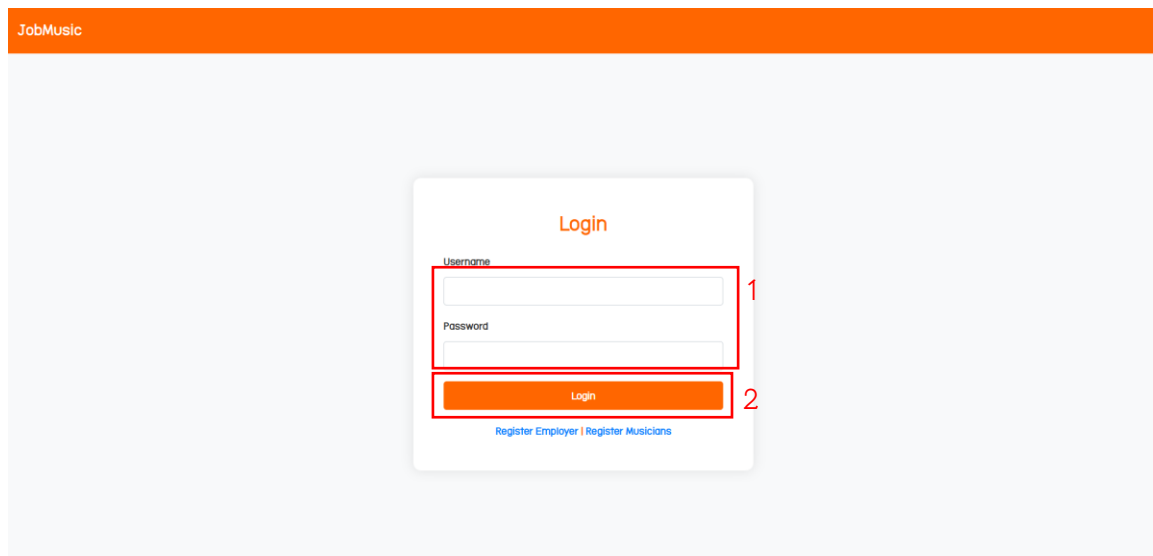 JobMusic
Login
Username
1
Password
Login
2
Register Employer | Register Musicians